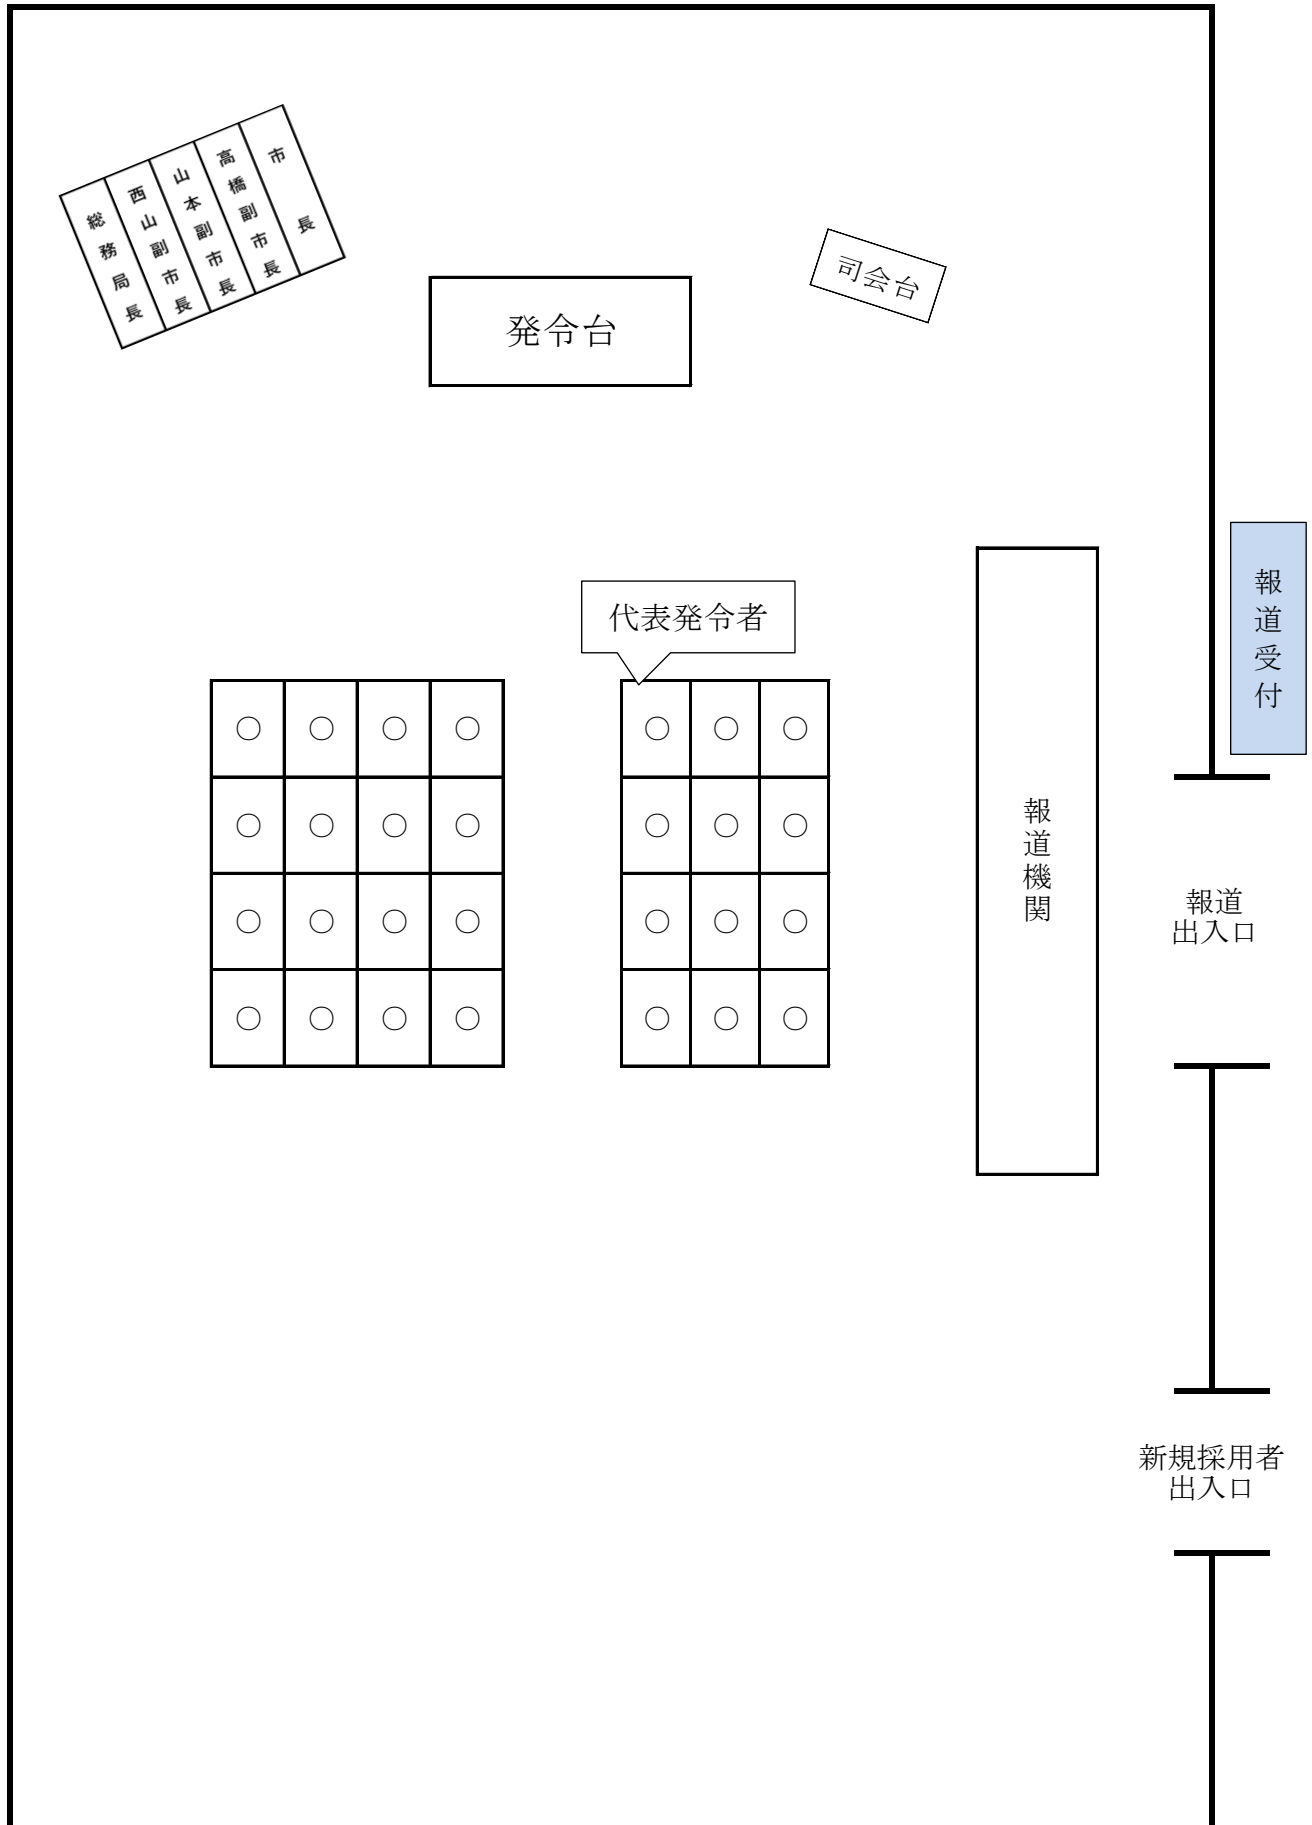 市長
高橋副市長
山本副市長
西山副市長
総務局長
司会台
発令台
報道受付
代表発令者
○ ○ ○ ○ ○ ○ ○
○ ○ ○ ○ ○ ○ ○
○ ○ ○ ○ ○ ○ ○
○ ○ ○ ○ ○ ○ ○
報道機関
報道
出入口
新規採用者
出入口